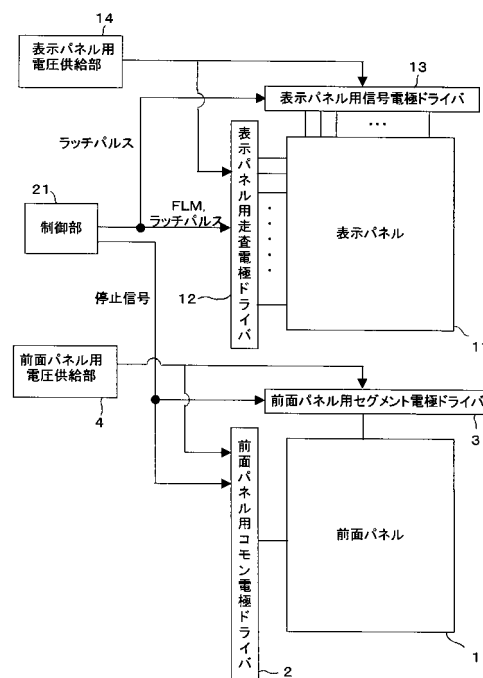 14
表示パネル用
電圧供給部
13
表示パネル用信号電極ドライバ
ラッチパルス
表示パネル用走査電極ドライバ
表示パネル
21
制御部
FLM,
ラッチパルス
12
停止信号
11
前面パネル用
電圧供給部
4
前面パネル用セグメント電極ドライバ
3
前面パネル用コモン電極ドライバ
前面パネル
2
1